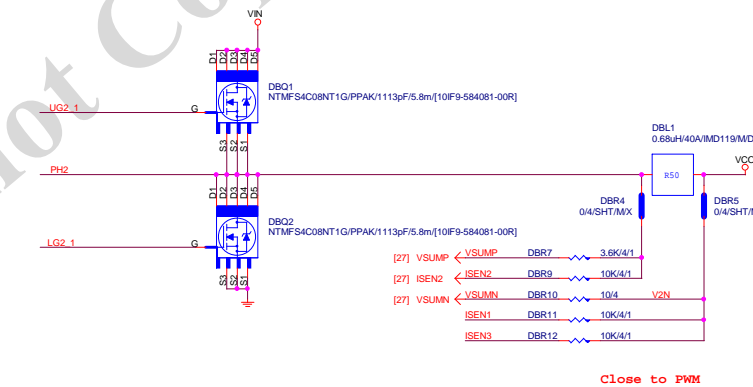 VIN
D1 D2 D3 D4 D5
DBQ1
NTMFS4C08NT1G/PPAK/1113pF/5.8m/[10IF9-584081-00R]
UG2_1
G
S3 S2 S1
DBL1
0.68uH/40A/IMD119/M/D
VCO
PH2
R50
D1 D2 D3 D4 D5
DBR4
0/4/SHT/M/X
DBR5
0/4/SHT/
DBQ2
NTMFS4C08NT1G/PPAK/1113pF/5.8m/[10IF9-584081-00R]
LG2_1
G
S3 S2 S1
[27] VSUMP VSUMP DBR7 3.6K/4/1
[27] ISEN2 ISEN2 DBR9 10K/4/1
[27] VSUMN VSUMN DBR10 10/4 V2N
ISEN1 DBR11 10K/4/1
ISEN3 DBR12 10K/4/1
Close to PWM